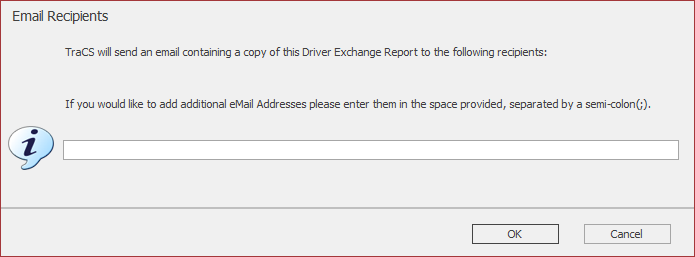 Email Recipients
TraCS will send an email containing a copy of this Driver Exchange Report to the following recipients:
If you would like to add additional eMail Addresses please enter them in the space provided, separated by a semi-colon(;).
OK
Cancel